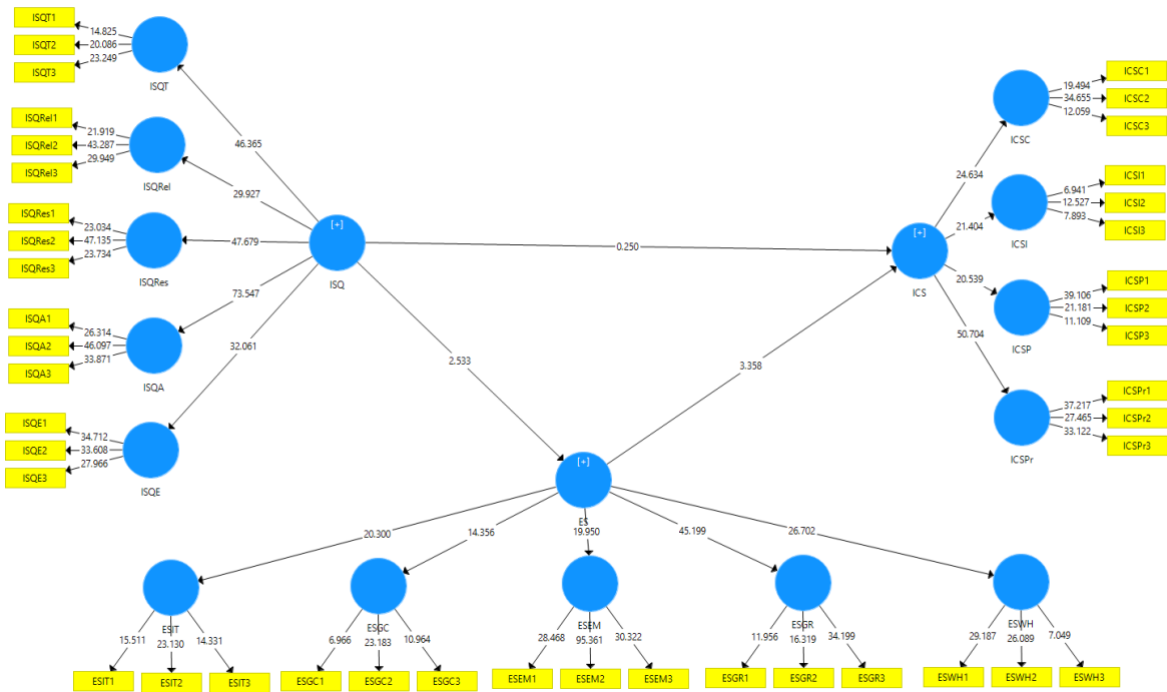 ISQT1
14.825
ISQT2
20.086
ISQT3
23.249
ISQT
ISQRel1
21.919
ISQRel2
43.287
ISQRel3
29.949
ISQRel
ISQRes1
23.034
ISQRes2
47.135
ISQRes3
23.734
ISQRes
ISQA1
26.314
ISQA2
46.097
ISQA3
33.871
ISQA
ISQE1
34.712
ISQE2
33.608
ISQE3
27.966
ISQE
46.365
29.927
47.679
73.547
32.061
[+]
ISQ
0.250
2.533
3.358
[+]
ICS
24.634
21.404
20.539
50.704
ICSC1
19.494
ICSC2
34.655
ICSC3
12.059
ICSC
ICSI1
6.941
ICSI2
12.527
ICSI3
7.893
ICSI
ICSP1
39.106
ICSP2
21.181
ICSP3
11.109
ICSP
ICSPr1
37.217
ICSPr2
27.465
ICSPr3
33.122
ICSPr
[+]
ES
20.300
14.356
19.950
45.199
26.702
ESIT
15.511
23.130
14.331
ESIT1
ESIT2
ESIT3
ESGC
6.966
23.183
10.964
ESGC1
ESGC2
ESGC3
ESEM
28.468
95.361
30.322
ESEM1
ESEM2
ESEM3
ESGR
11.956
16.319
34.199
ESGR1
ESGR2
ESGR3
ESWH
29.187
26.089
7.049
ESWH1
ESWH2
ESWH3